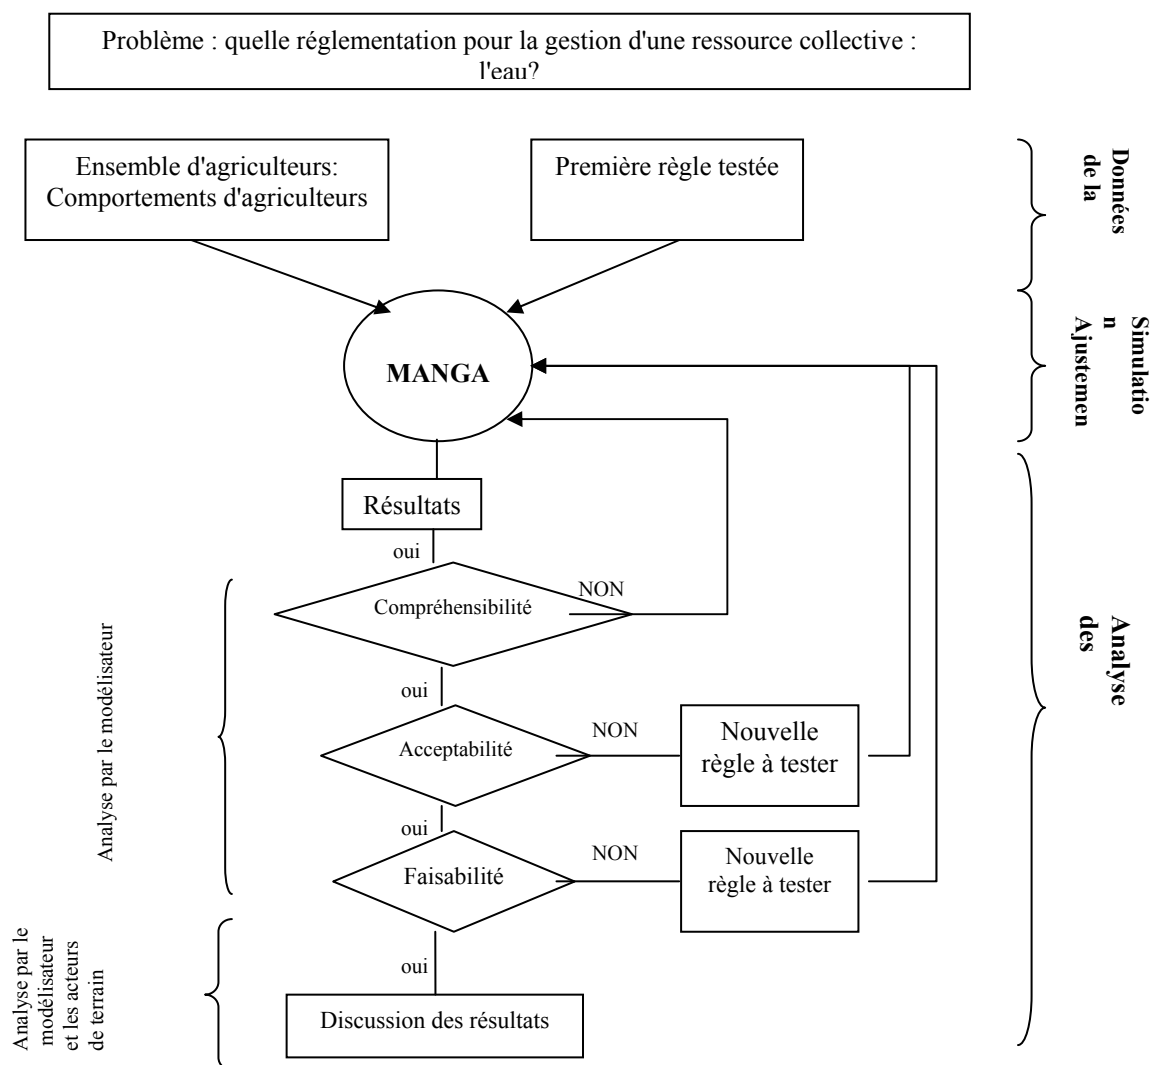 Problème : quelle réglementation pour la gestion d'une ressource collective :
l'eau?
Ensemble d'agriculteurs:
Comportements d'agriculteurs
Première règle testée
Données
de la
MANGA
Simulatio
n
Ajustemen
Résultats
oui
Compréhensibilité
NON
oui
Acceptabilité
NON
Nouvelle
règle à tester
oui
Faisabilité
NON
Nouvelle
règle à tester
oui
Discussion des résultats
Analyse par le modélisateur
Analyse par le
modélisateur
et les acteurs
de terrain
Analyse
des